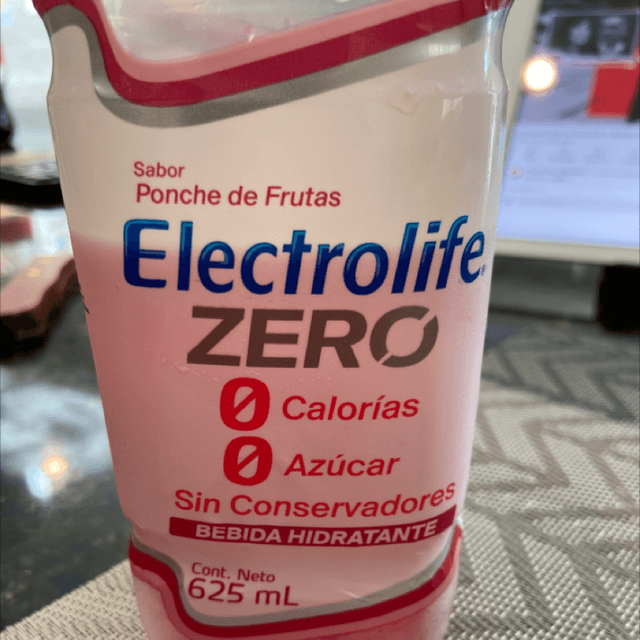 Sabor
Ponche de Frutas
Electrolife®
ZERO
0 Calorías
0 Azúcar
Sin Conservadores
BEBIDA HIDRATANTE
Cont. Neto
625 mL